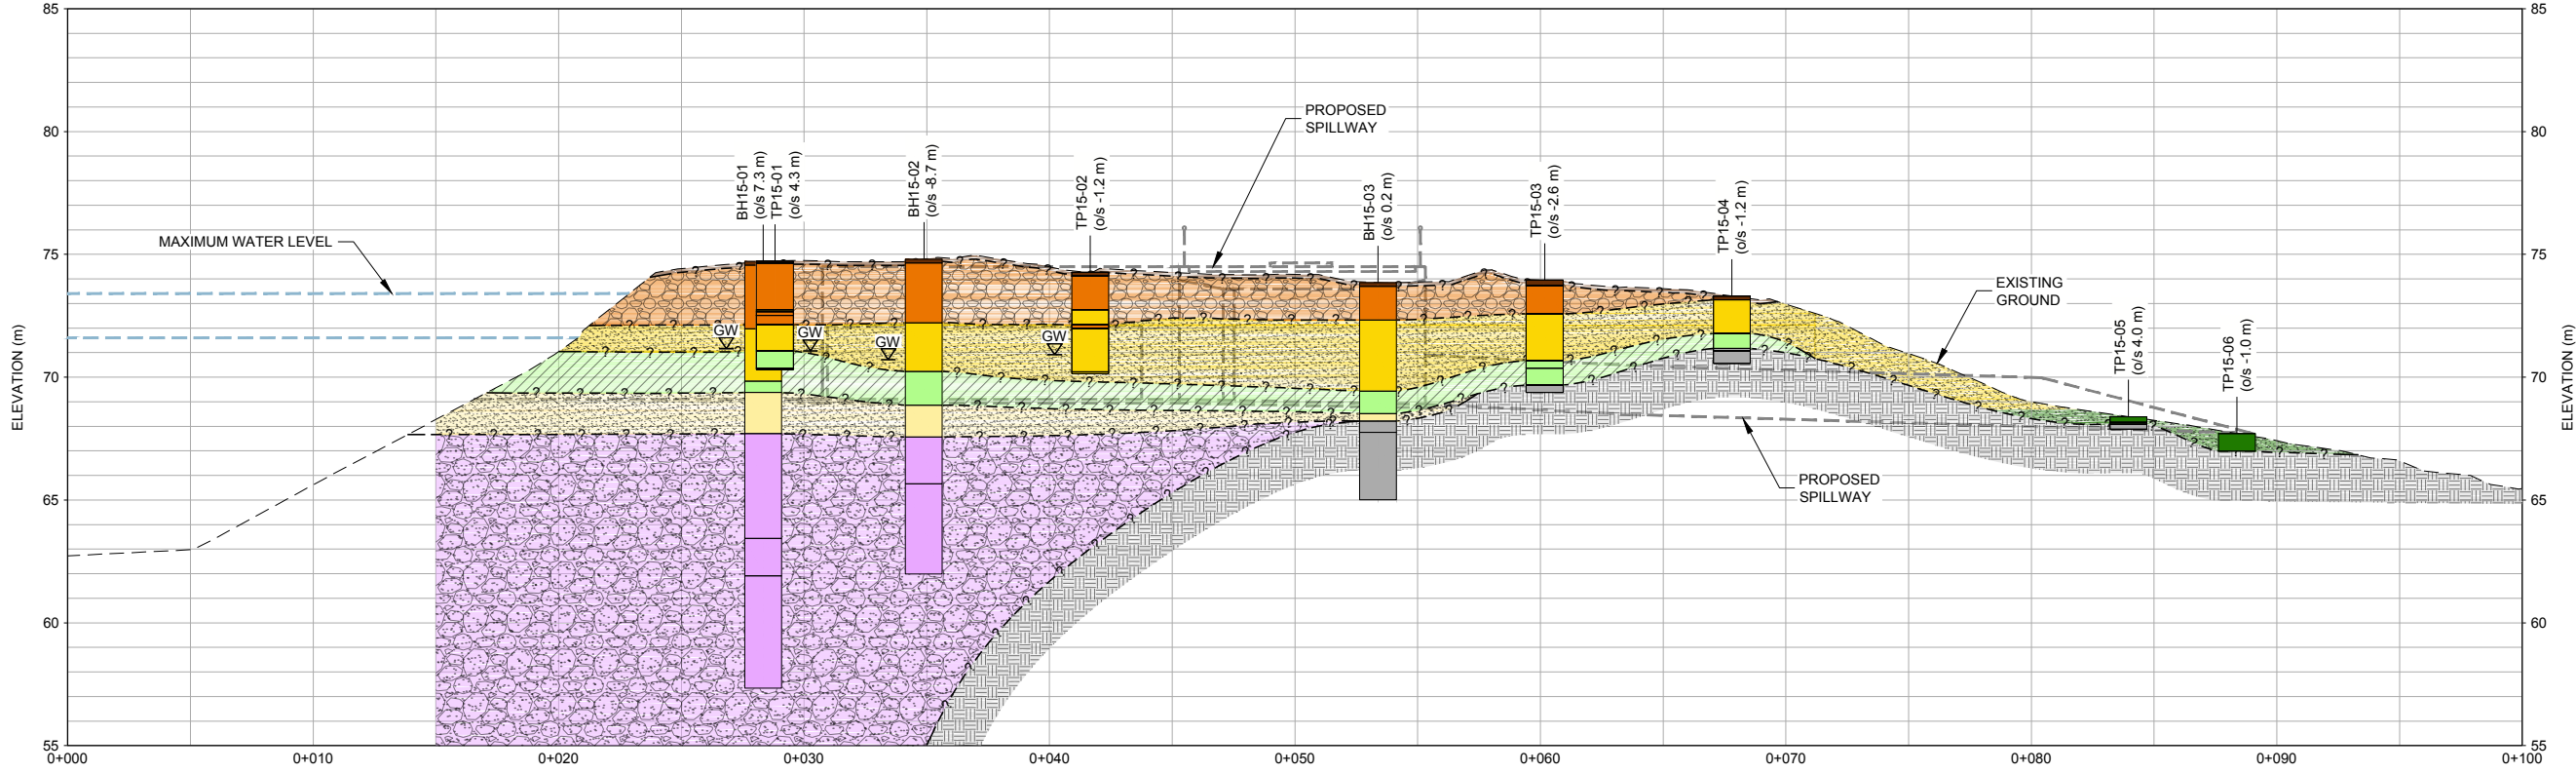 85
85
80
80
75
75
70
70
65
65
60
60
55
55
ELEVATION (m)
ELEVATION (m)
MAXIMUM WATER LEVEL
PROPOSED
SPILLWAY
BH15-01
(o/s 7.3 m)
TP15-01
(o/s 4.3 m)
BH15-02
(o/s -8.7 m)
TP15-02
(o/s -1.2 m)
BH15-03
(o/s 0.2 m)
TP15-03
(o/s -2.6 m)
TP15-04
(o/s -1.2 m)
EXISTING
GROUND
TP15-05
(o/s 4.0 m)
TP15-06
(o/s -1.0 m)
GW
GW
GW
GW
PROPOSED
SPILLWAY
0+000
0+010
0+020
0+030
0+040
0+050
0+060
0+070
0+080
0+090
0+100